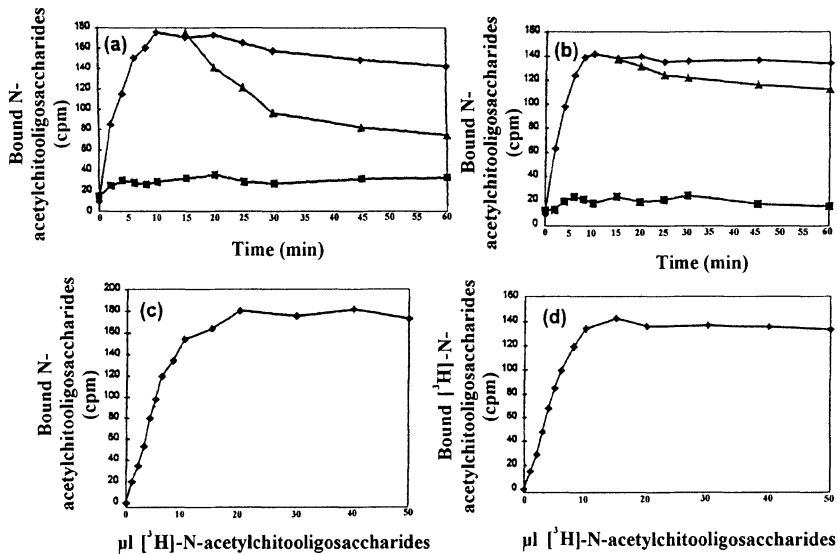 (a)
Bound N-
acetylchitooligosaccharides
(cpm)
180
160
140
120
100
80
60
40
20
0
0 5 10 15 20 25 30 35 40 45 50 55 60
Time (min)
(b)
Bound N-
acetylchitooligosaccharides
(cpm)
160
140
120
100
80
60
40
20
0
0 5 10 15 20 25 30 35 40 45 50 55 60
Time (min)
(c)
Bound N-
acetylchitooligosaccharides
(cpm)
200
180
160
140
120
100
80
60
40
20
0
0 10 20 30 40 50
µl [³H]-N-acetylchitooligosaccharides
(d)
Bound [³H]-N-
acetylchitooligosaccharides
(cpm)
160
140
120
100
80
60
40
20
0
0 10 20 30 40 50
µl [³H]-N-acetylchitooligosaccharides